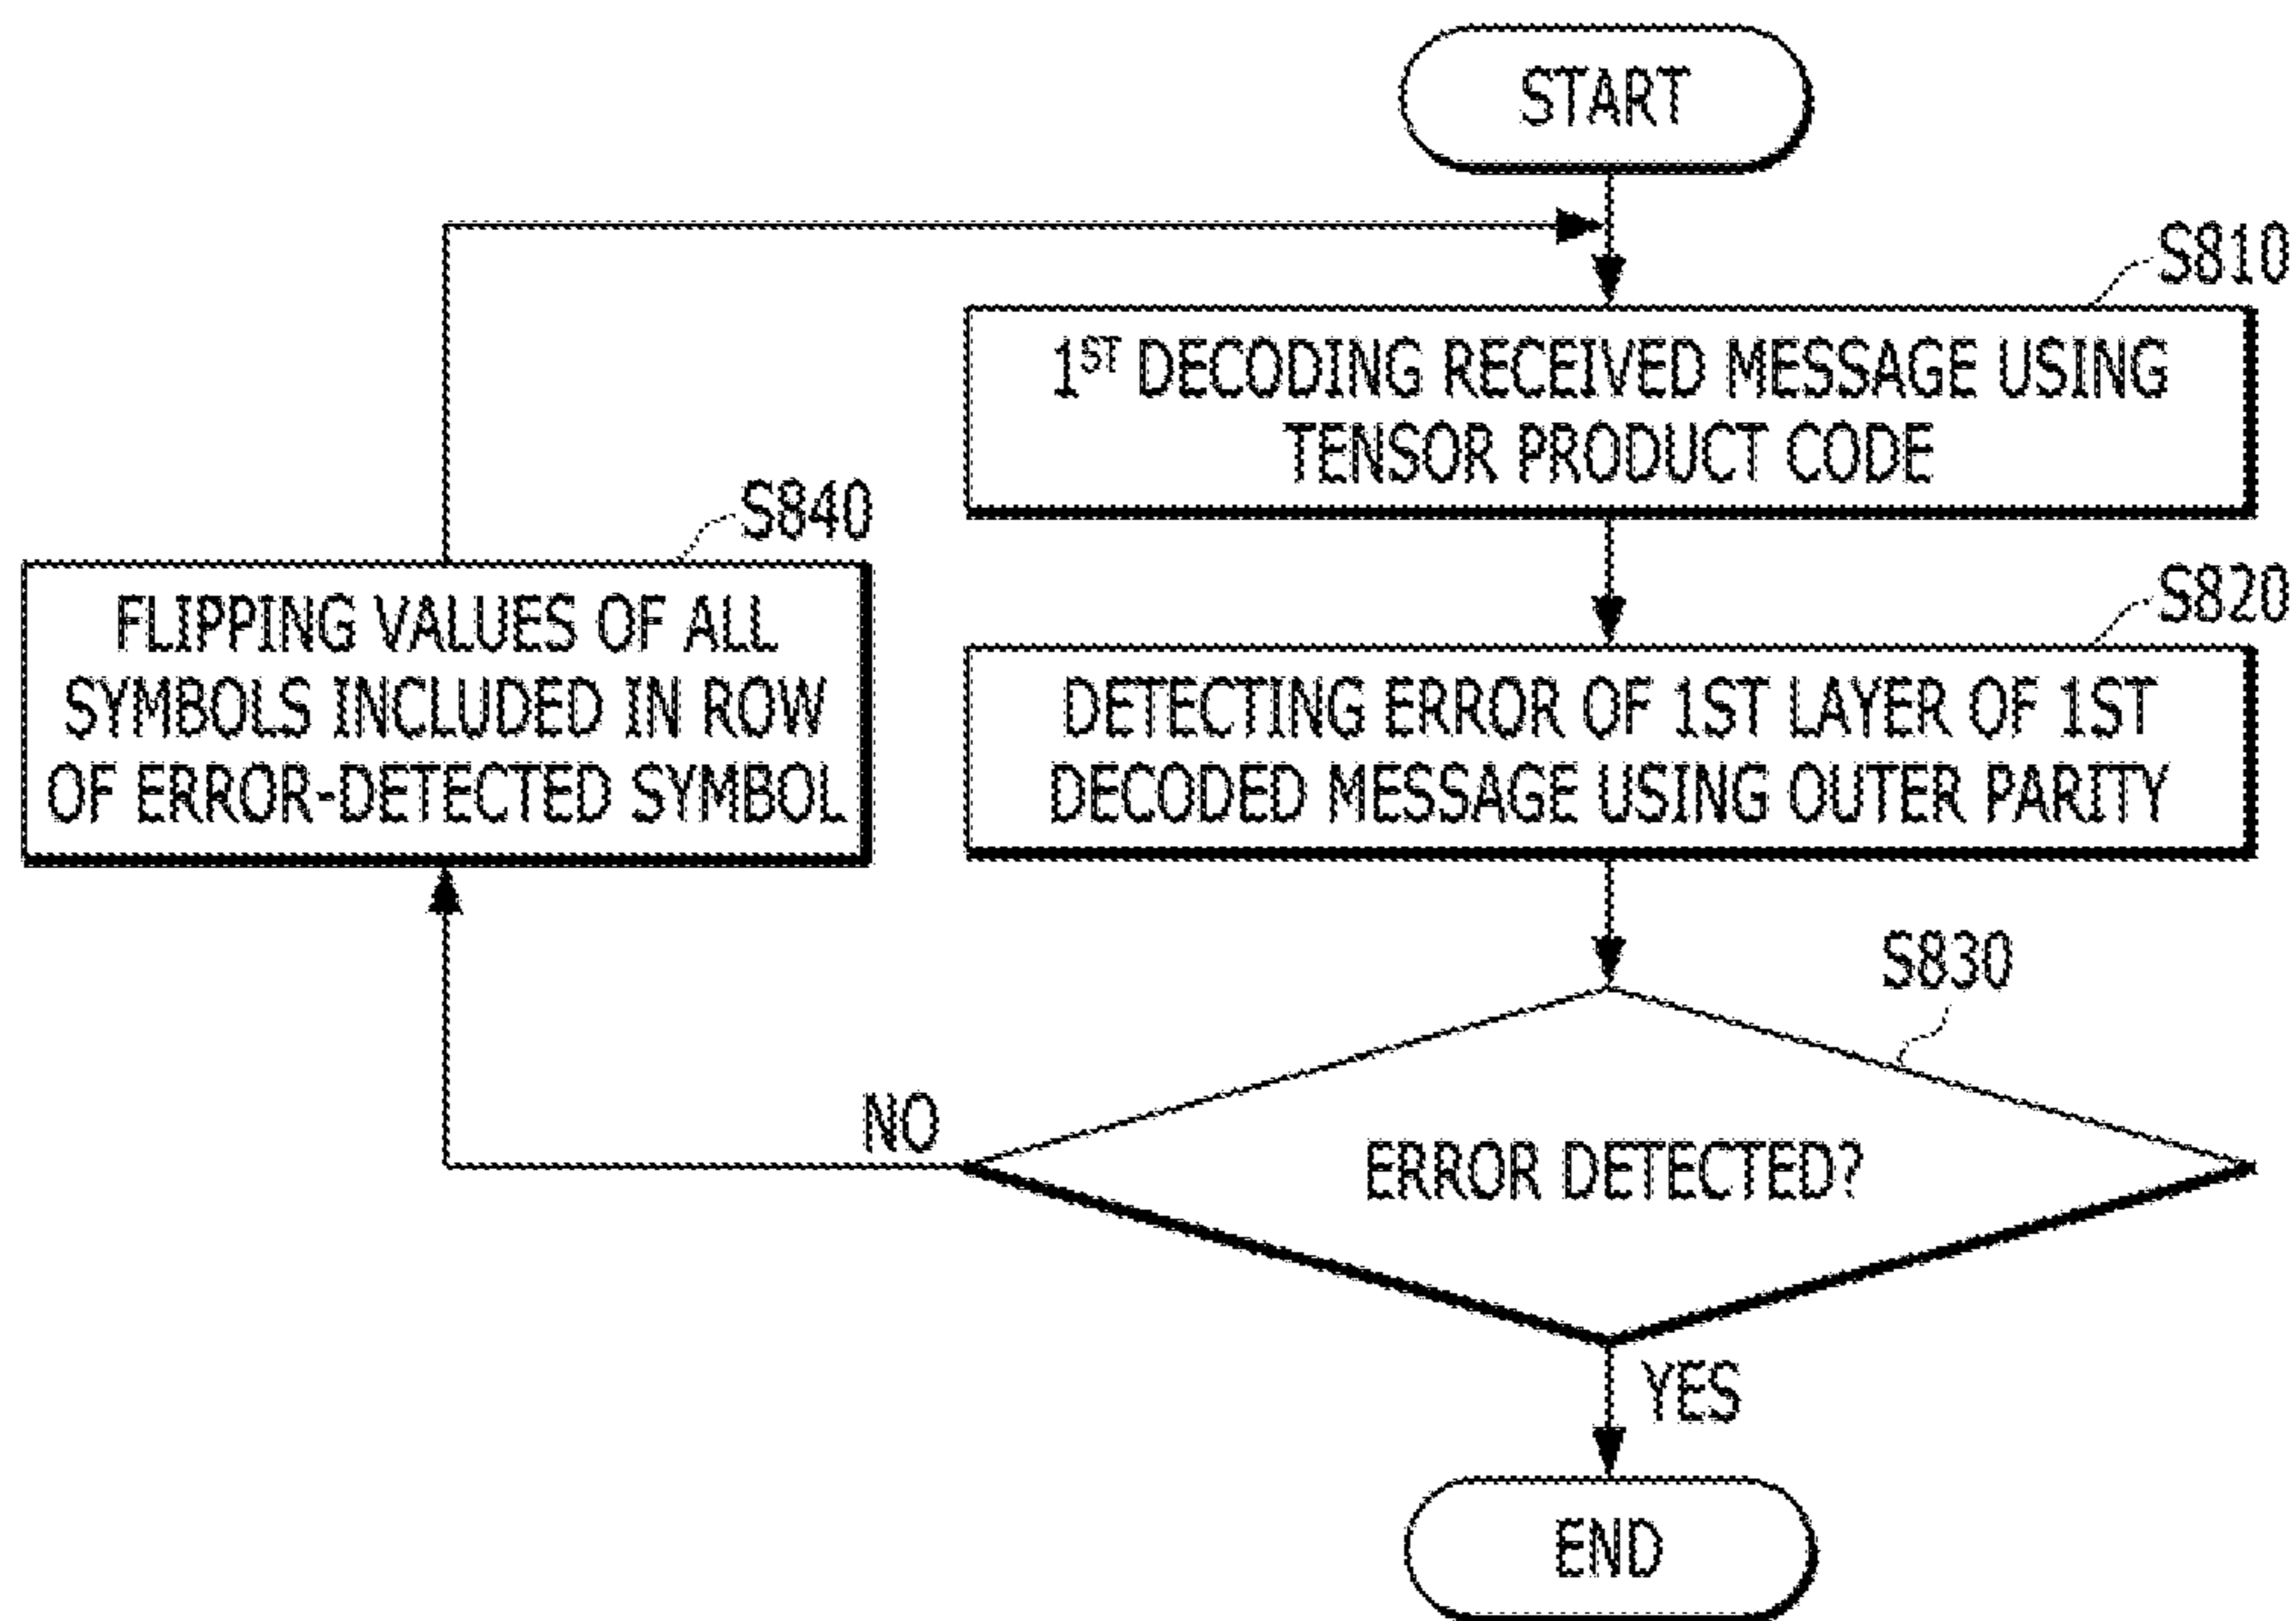 START
S810
1ST DECODING RECEIVED MESSAGE USING
TENSOR PRODUCT CODE
S840
FLIPPING VALUES OF ALL
SYMBOLS INCLUDED IN ROW
OF ERROR-DETECTED SYMBOL
S820
DETECTING ERROR OF 1ST LAYER OF 1ST
DECODED MESSAGE USING OUTER PARITY
S830
NO
ERROR DETECTED?
YES
END